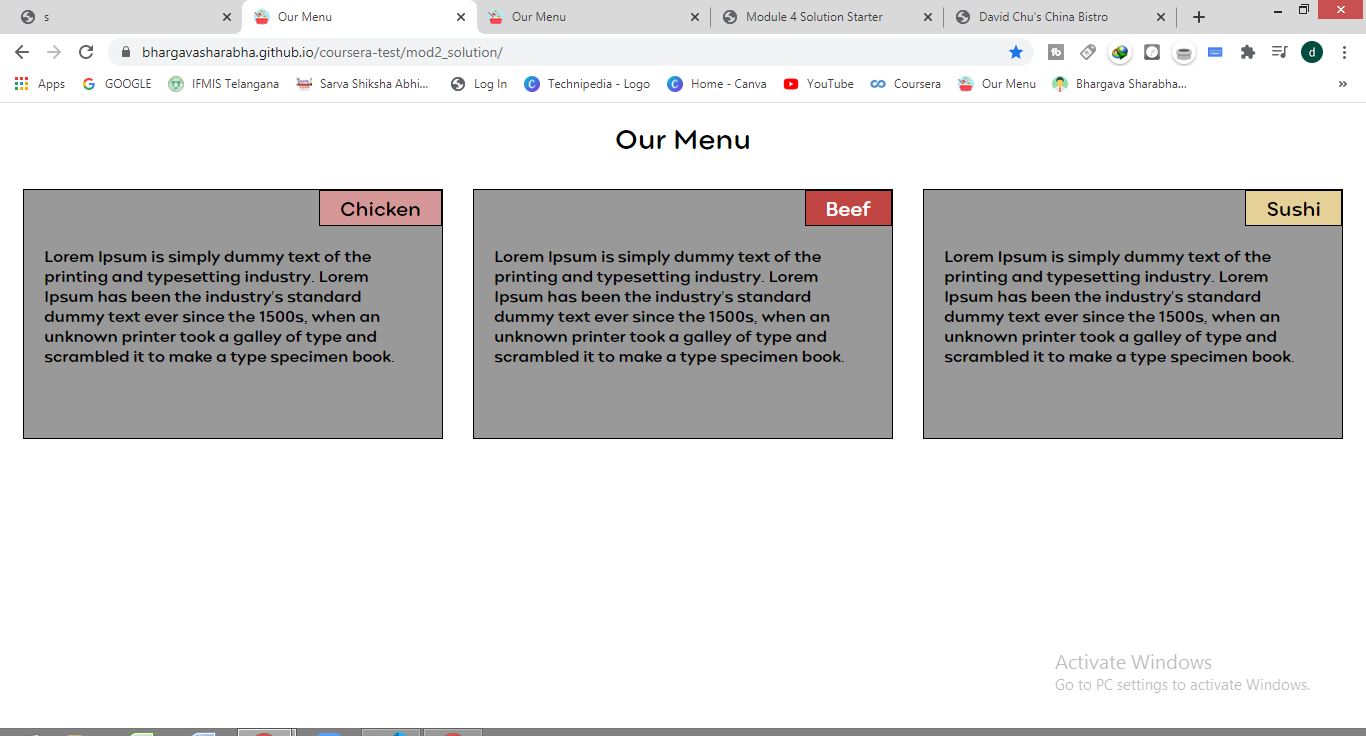 s
Our Menu
Our Menu
Module 4 Solution Starter
David Chu's China Bistro
bhargavasharabha.github.io/coursera-test/mod2_solution/
tb
d
Apps
GOOGLE
IFMIS Telangana
Sarva Shiksha Abhi...
Log In
Technipedia - Logo
Home - Canva
YouTube
Coursera
Our Menu
Bhargava Sharabha...
Our Menu
Chicken
Lorem Ipsum is simply dummy text of the
printing and typesetting industry. Lorem
Ipsum has been the industry's standard
dummy text ever since the 1500s, when an
unknown printer took a galley of type and
scrambled it to make a type specimen book.
Beef
Lorem Ipsum is simply dummy text of the
printing and typesetting industry. Lorem
Ipsum has been the industry's standard
dummy text ever since the 1500s, when an
unknown printer took a galley of type and
scrambled it to make a type specimen book.
Sushi
Lorem Ipsum is simply dummy text of the
printing and typesetting industry. Lorem
Ipsum has been the industry's standard
dummy text ever since the 1500s, when an
unknown printer took a galley of type and
scrambled it to make a type specimen book.
Activate Windows
Go to PC settings to activate Windows.